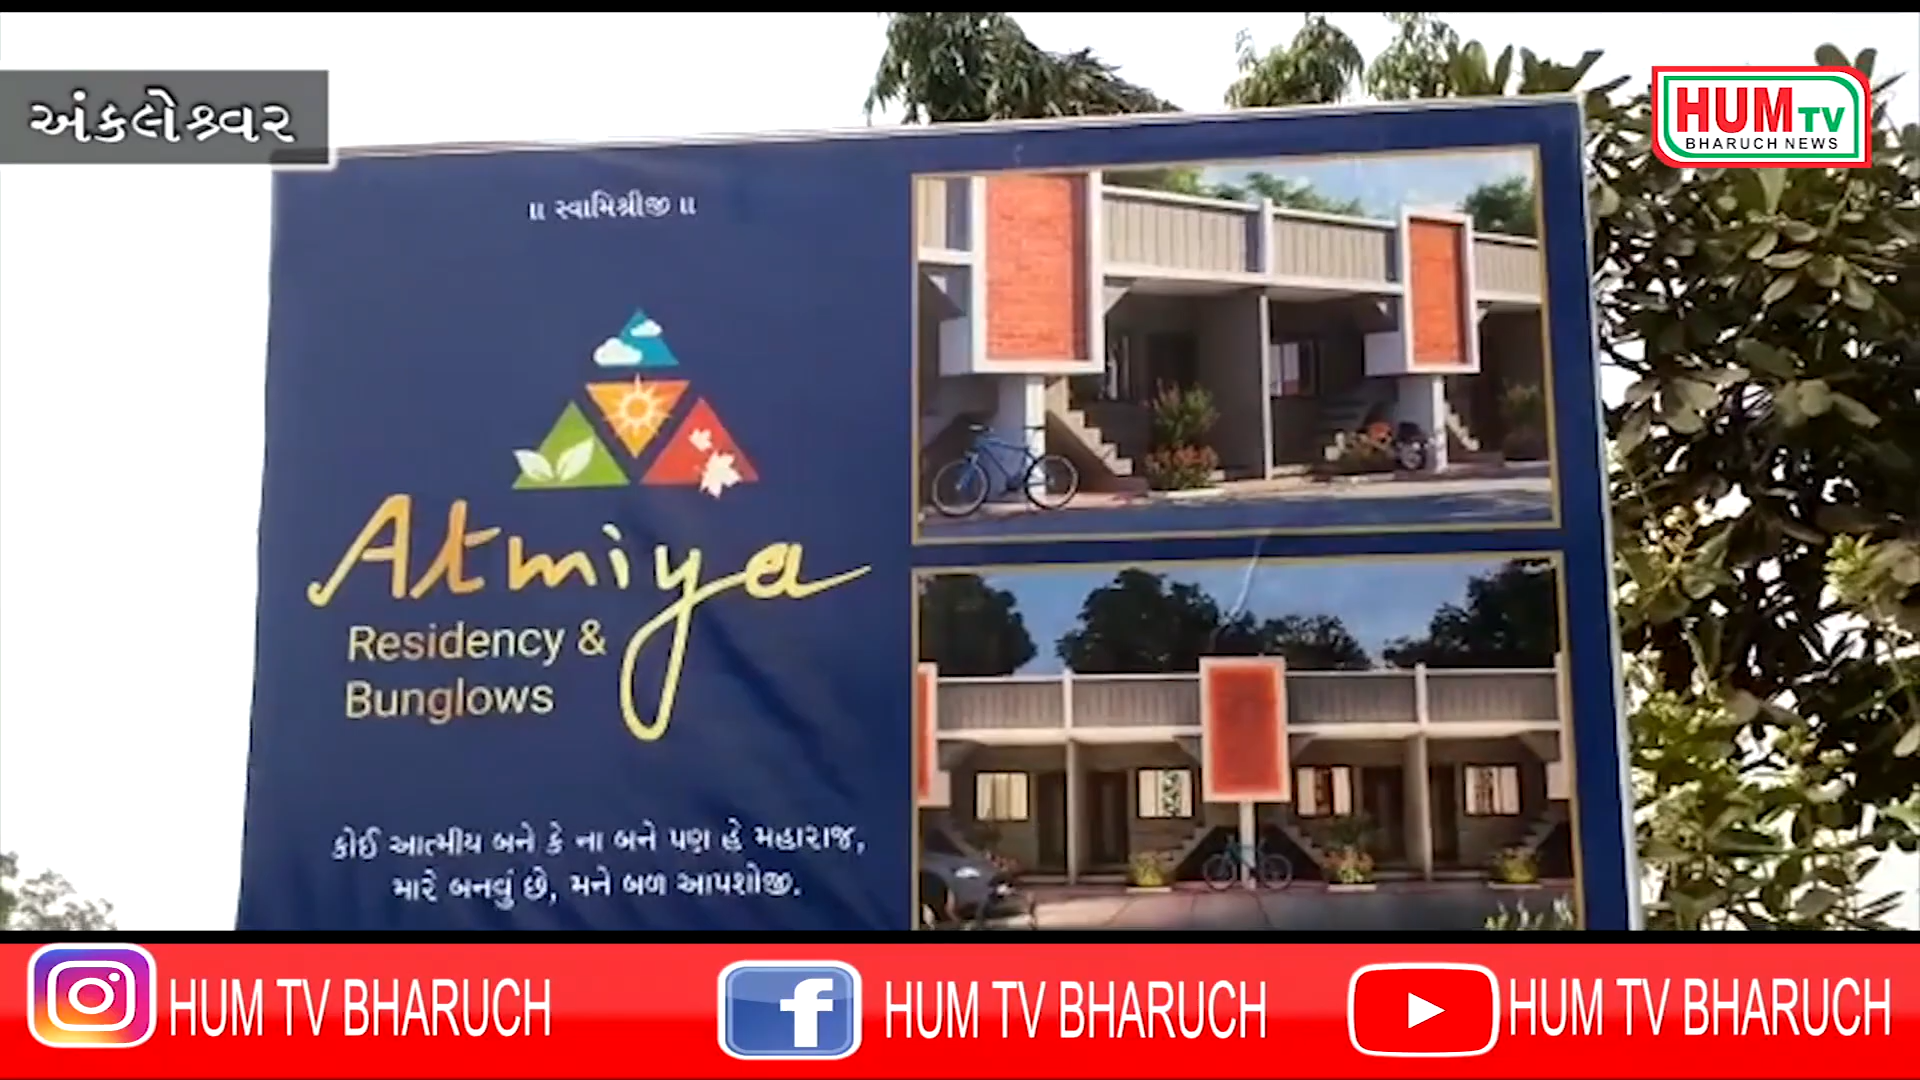 અંકલેશ્વર
HUM TV
BHARUCH NEWS
॥ સ્વામિશ્રીજી ॥
Atmiya
Residency &
Bunglows
કોઈ આત્મીય બને કે ના બને પણ હે મહારાજ,
મારે બનવું છે, મને બળ આપશોજી.
HUM TV BHARUCH
HUM TV BHARUCH
HUM TV BHARUCH